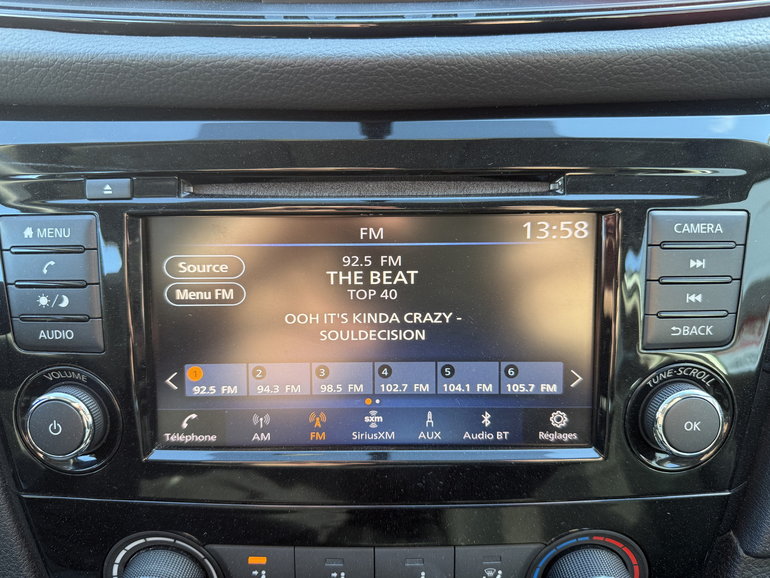 FM
13:58
MENU
AUDIO
VOLUME
Source
Menu FM
92.5 FM
THE BEAT
TOP 40
OOH IT'S KINDA CRAZY -
SOULDECISION
1 92.5 FM
2 94.3 FM
3 98.5 FM
4 102.7 FM
5 104.1 FM
6 105.7 FM
Téléphone
AM
FM
sxm
SiriusXM
AUX
Audio BT
Réglages
CAMERA
BACK
TUNE·SCROLL
OK